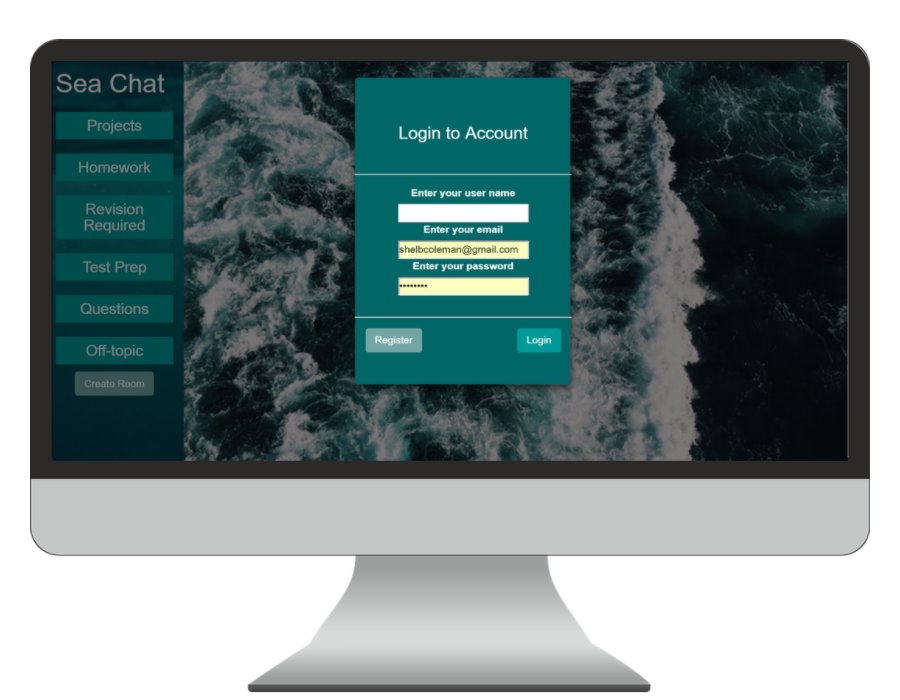 Sea Chat
Projects
Homework
Revision
Required
Test Prep
Questions
Off-topic
Create Room
Login to Account
Enter your user name
Enter your email
shelbcoleman@gmail.com
Enter your password
••••••••
Register
Login